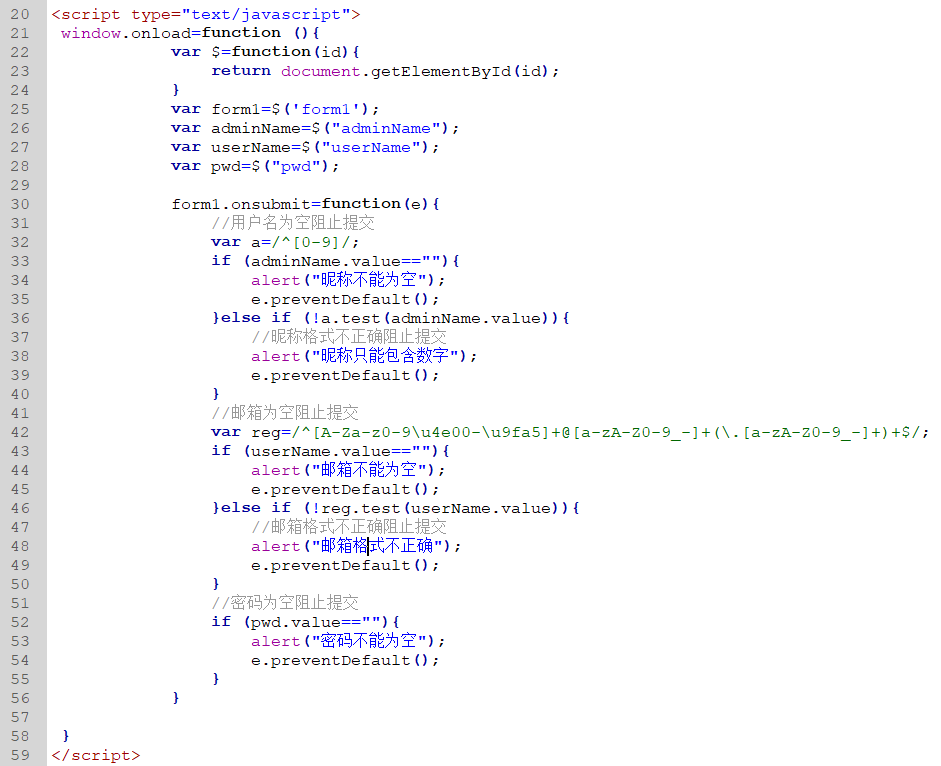 20 <script type="text/javascript">
21 window.onload=function (){
22 var $=function(id){
23 return document.getElementById(id);
24 }
25 var form1=$('form1');
26 var adminName=$("adminName");
27 var userName=$("userName");
28 var pwd=$("pwd");
29
30 form1.onsubmit=function(e){
31 //用户名为空阻止提交
32 var a=/^[0-9]/;
33 if (adminName.value==""){
34 alert("昵称不能为空");
35 e.preventDefault();
36 }else if (!a.test(adminName.value)){
37 //昵称格式不正确阻止提交
38 alert("昵称只能包含数字");
39 e.preventDefault();
40 }
41 //邮箱为空阻止提交
42 var reg=/^[A-Za-z0-9\u4e00-\u9fa5]+@[a-zA-Z0-9_-]+(\.[a-zA-Z0-9_-]+)+$/;
43 if (userName.value==""){
44 alert("邮箱不能为空");
45 e.preventDefault();
46 }else if (!reg.test(userName.value)){
47 //邮箱格式不正确阻止提交
48 alert("邮箱格式不正确");
49 e.preventDefault();
50 }
51 //密码为空阻止提交
52 if (pwd.value==""){
53 alert("密码不能为空");
54 e.preventDefault();
55 }
56 }
57
58 }
59 </script>